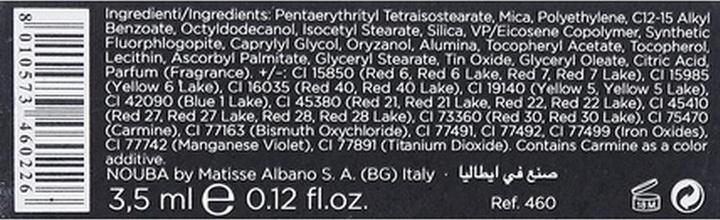 Ingredienti/Ingredients: Pentaerythrityl Tetraisostearate, Mica, Polyethylene, C12-15 Alkyl
Benzoate, Octyldodecanol, Isocetyl Stearate, Silica, VP/Eicosene Copolymer, Synthetic
Fluorphlogopite, Caprylyl Glycol, Oryzanol, Alumina, Tocopheryl Acetate, Tocopherol,
Lecithin, Ascorbyl Palmitate, Glyceryl Stearate, Tin Oxide, Glyceryl Oleate, Citric Acid,
Parfum (Fragrance). +/-: CI 15850 (Red 6, Red 6 Lake, Red 7, Red 7 Lake), CI 15985
(Yellow 6 Lake), CI 16035 (Red 40, Red 40 Lake), CI 19140 (Yellow 5, Yellow 5 Lake),
CI 42090 (Blue 1 Lake), CI 45380 (Red 21, Red 21 Lake, Red 22, Red 22 Lake), CI 45410
(Red 27, Red 27 Lake, Red 28, Red 28 Lake), CI 73360 (Red 30, Red 30 Lake), CI 75470
(Carmine), CI 77163 (Bismuth Oxychloride), CI 77491, CI 77492, CI 77499 (Iron Oxides),
CI 77742 (Manganese Violet), CI 77891 (Titanium Dioxide). Contains Carmine as a color
additive.
NOUBA by Matisse Albano S. A. (BG) Italy · صنع في ايطاليا
3,5 ml e 0.12 fl.oz. Ref. 460
18 M
8 010573 460226